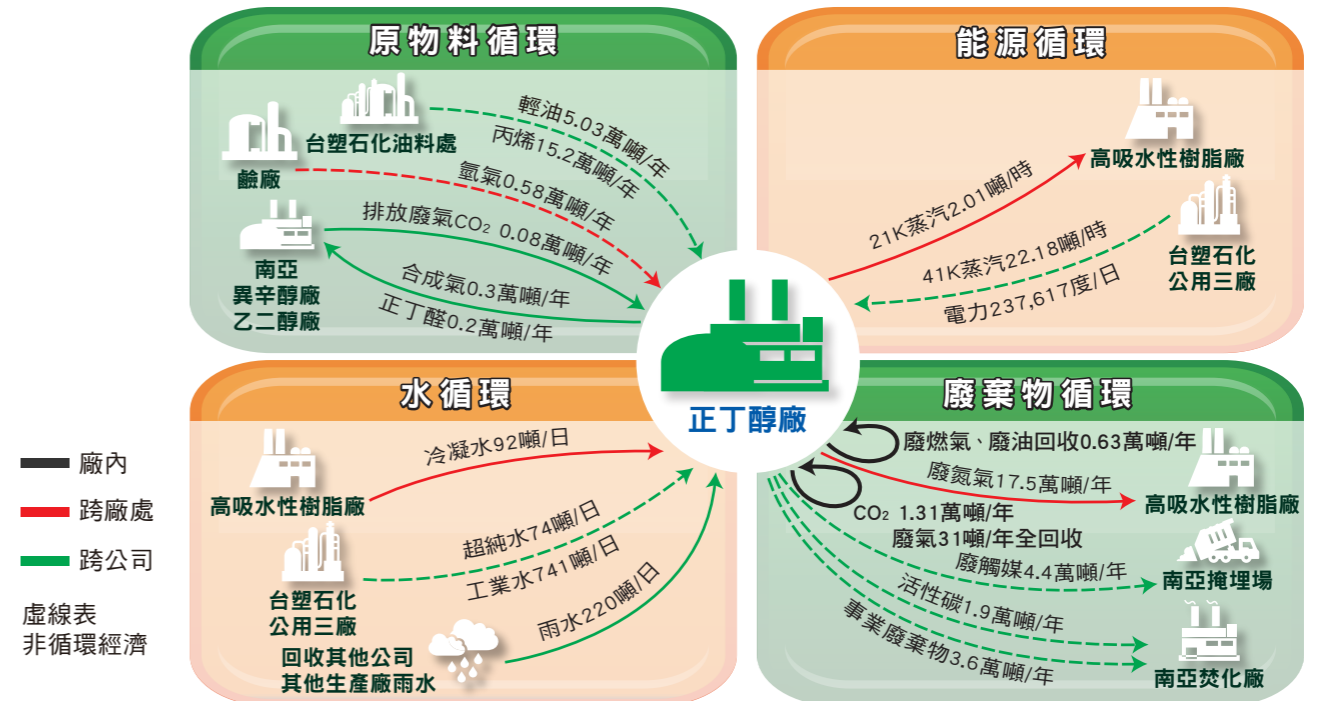 原物料循環
台塑石化油料處
鹼廠
南亞
異辛醇廠
乙二醇廠
輕油5.03萬噸/年
丙烯15.2萬噸/年
氫氣0.58萬噸/年
排放廢氣CO₂ 0.08萬噸/年
合成氣0.3萬噸/年
正丁醛0.2萬噸/年
能源循環
高吸水性樹脂廠
21K蒸汽2.01噸/時
41K蒸汽22.18噸/時
電力237,617度/日
台塑石化
公用三廠
正丁醇廠
水循環
高吸水性樹脂廠
冷凝水92噸/日
超純水74噸/日
工業水741噸/日
台塑石化
公用三廠
雨水220噸/日
回收其他公司
其他生產廠雨水
廢棄物循環
廢燃氣、廢油回收0.63萬噸/年
廢氮氣17.5萬噸/年
高吸水性樹脂廠
CO₂ 1.31萬噸/年
廢氣31噸/年全回收
廢觸媒4.4萬噸/年
南亞掩埋場
活性碳1.9萬噸/年
事業廢棄物3.6萬噸/年
南亞焚化廠
廠內
跨廠處
跨公司
虛線表
非循環經濟